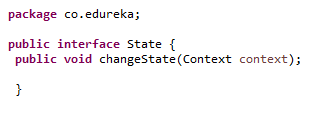 package co.edureka;
public interface State {
public void changeState(Context context);
}